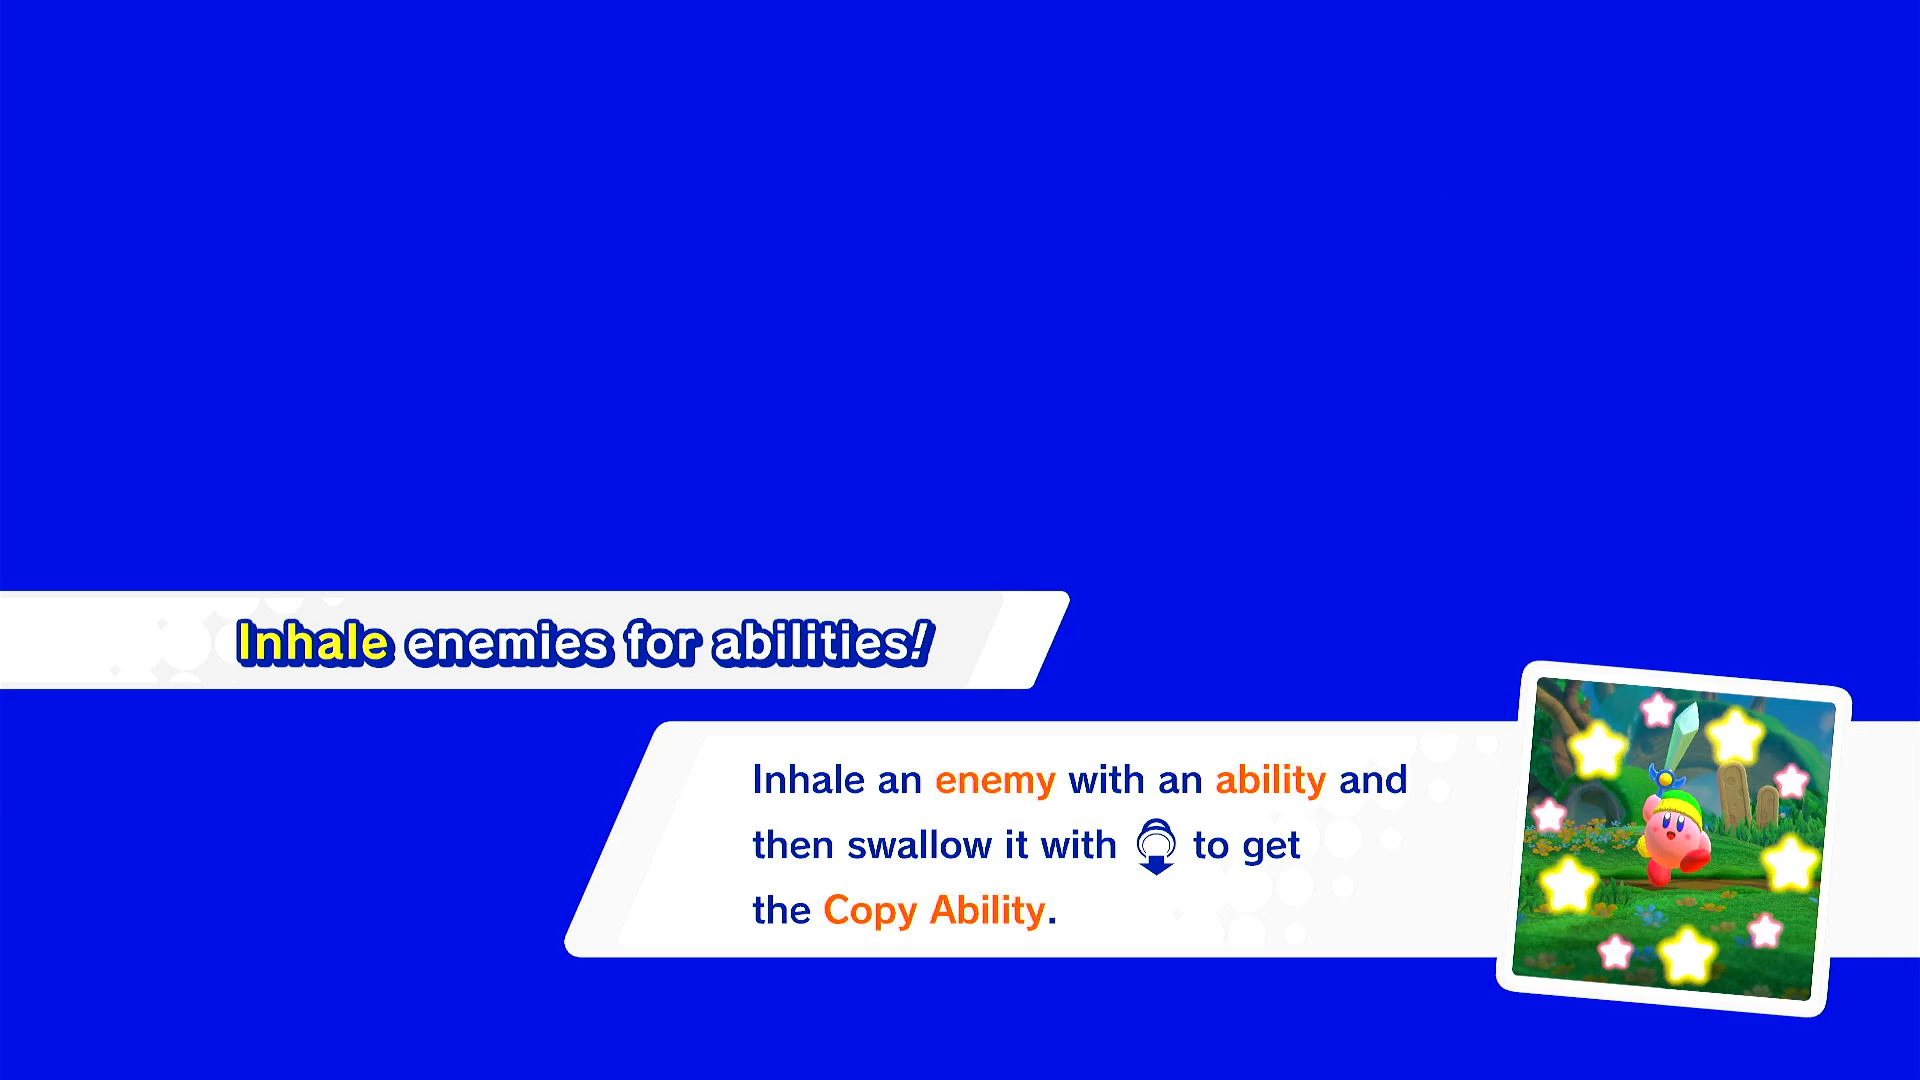 Inhale enemies for abilities!
Inhale an enemy with an ability and
then swallow it with to get
the Copy Ability.